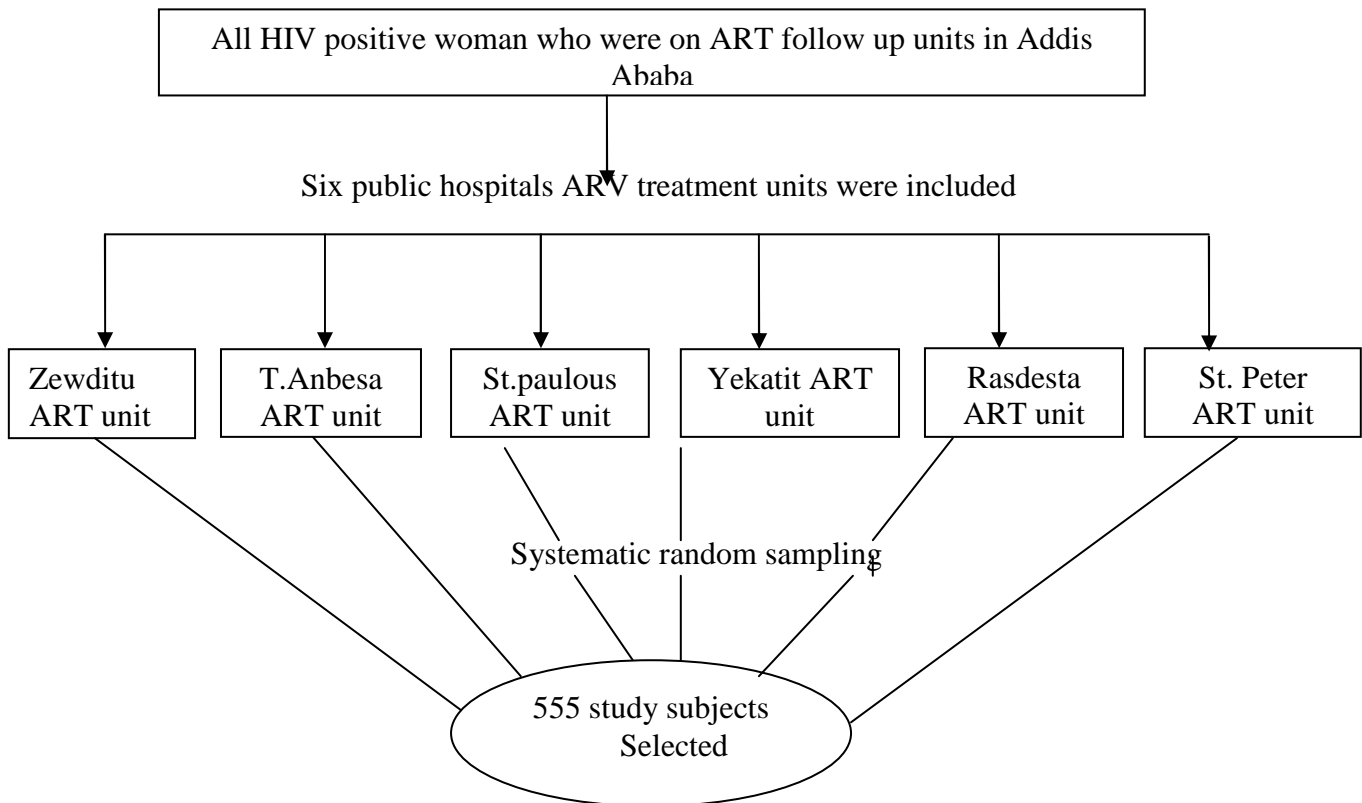 All HIV positive woman who were on ART follow up units in Addis
Ababa
Six public hospitals ARV treatment units were included
Zewditu
ART unit
T.Anbesa
ART unit
St.paulous
ART unit
Yekatit ART
unit
Rasdesta
ART unit
St. Peter
ART unit
Systematic random sampling
555 study subjects
Selected